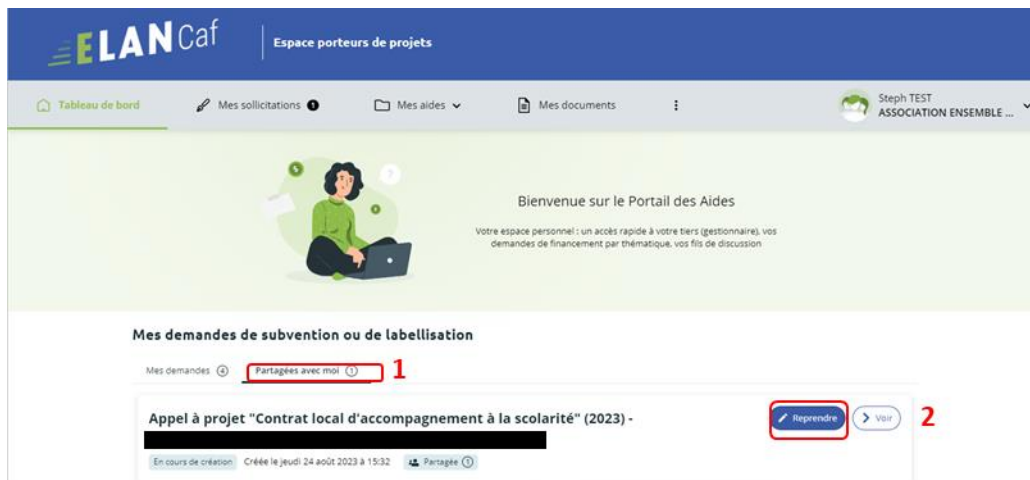 ELAN Caf
Espace porteurs de projets
Tableau de bord
Mes sollicitations 1
Mes aides
Mes documents
Steph TEST
ASSOCIATION ENSEMBLE ...
Bienvenue sur le Portail des Aides
Votre espace personnel : un accès rapide à votre tiers (gestionnaire), vos
demandes de financement par thématique, vos fils de discussion
Mes demandes de subvention ou de labellisation
Mes demandes 4
Partagées avec moi 1
1
Appel à projet "Contrat local d'accompagnement à la scolarité" (2023) -
Reprendre
Voir
2
En cours de création Créée le jeudi 24 août 2023 à 15:32 Partagée 1